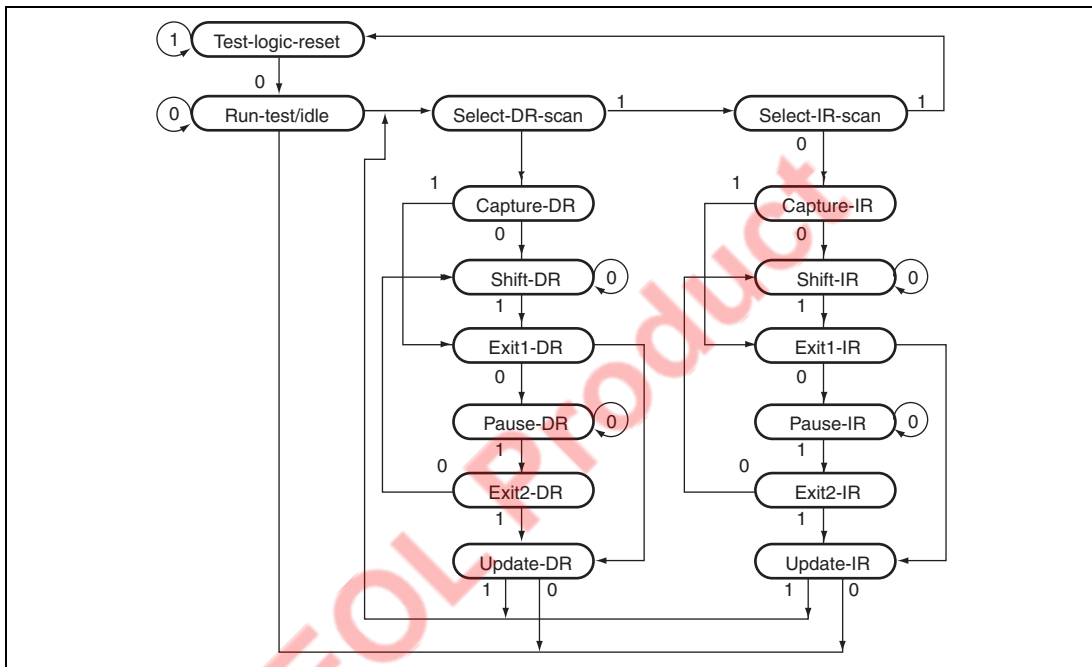 1
Test-logic-reset
0
0
Run-test/idle
Select-DR-scan
1
Select-IR-scan
1
0
1
Capture-DR
0
1
Capture-IR
0
Shift-DR
0
1
Shift-IR
0
1
Exit1-DR
0
Exit1-IR
0
Pause-DR
0
1
Pause-IR
0
1
0
Exit2-DR
1
0
Exit2-IR
1
Update-DR
1
0
Update-IR
1
0
EOL Product